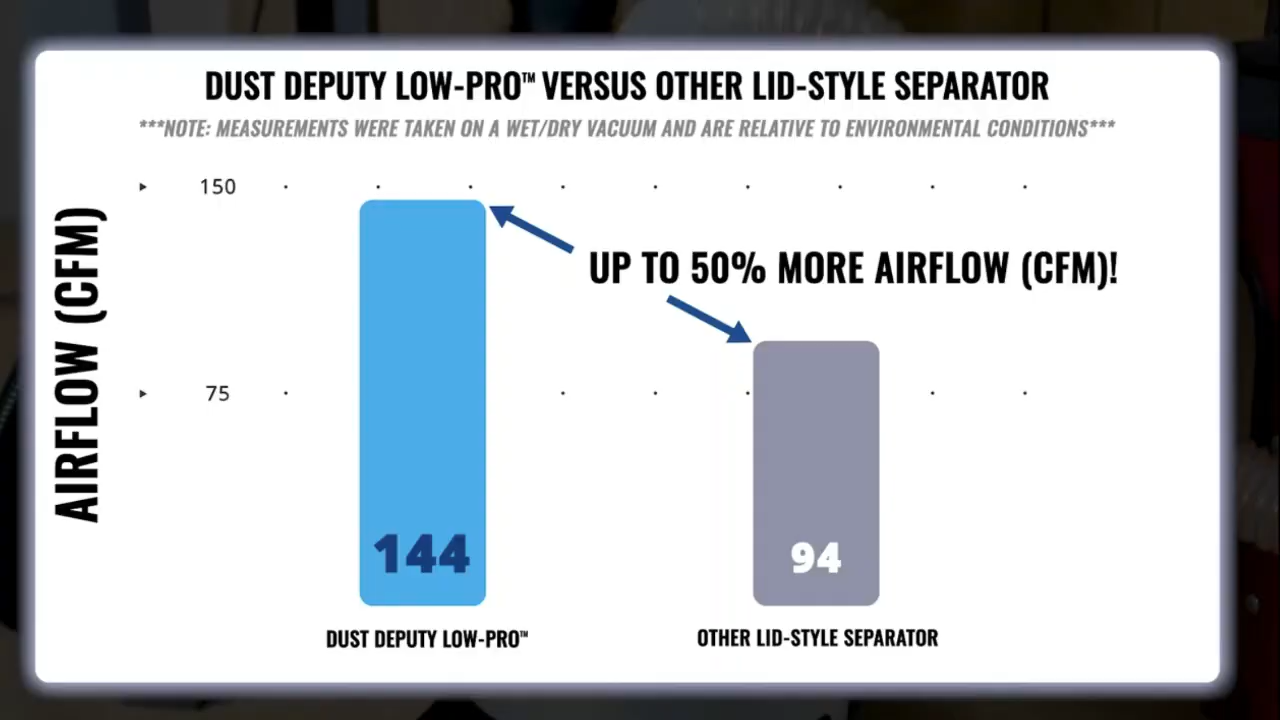 DUST DEPUTY LOW-PRO™ VERSUS OTHER LID-STYLE SEPARATOR
***NOTE: MEASUREMENTS WERE TAKEN ON A WET/DRY VACUUM AND ARE RELATIVE TO ENVIRONMENTAL CONDITIONS***
AIRFLOW (CFM)
150
UP TO 50% MORE AIRFLOW (CFM)!
75
144
94
DUST DEPUTY LOW-PRO™
OTHER LID-STYLE SEPARATOR